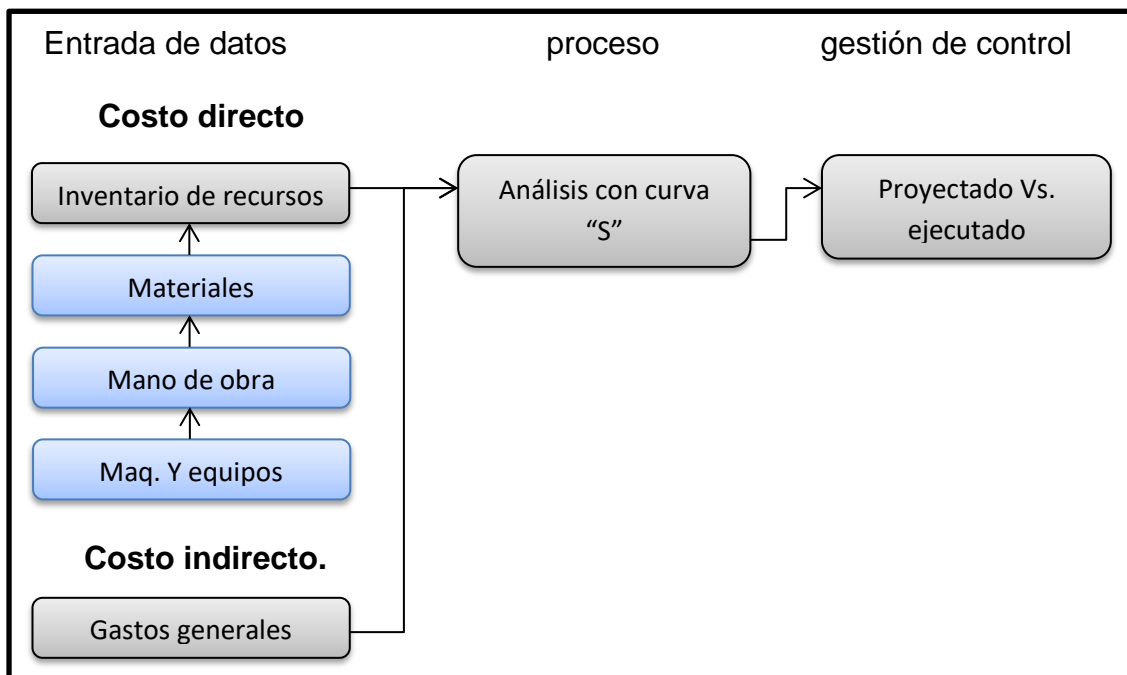 Entrada de datos
proceso
gestión de control
Costo directo
Inventario de recursos
Materiales
Mano de obra
Maq. Y equipos
Costo indirecto.
Gastos generales
Análisis con curva
“S”
Proyectado Vs.
ejecutado